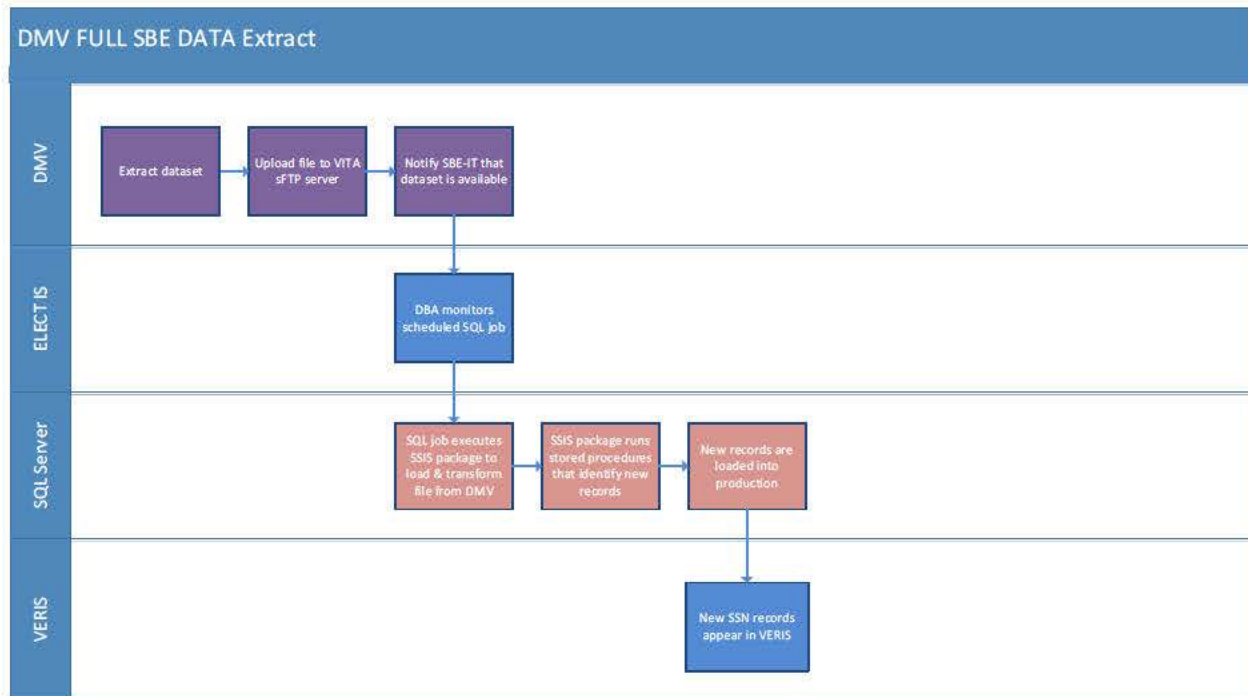 DMV FULL SBE DATA Extract
DMV
Extract dataset
Upload file to VITA
sFTP server
Notify SBE-IT that
dataset is available
ELECT IS
DBA monitors
scheduled SQL job
SQL Server
SQL job executes
SSIS package to
load & transform
file from DMV
SSIS package runs
stored procedures
that identify new
records
New records are
loaded into
production
VERIS
New SSN records
appear in VERIS